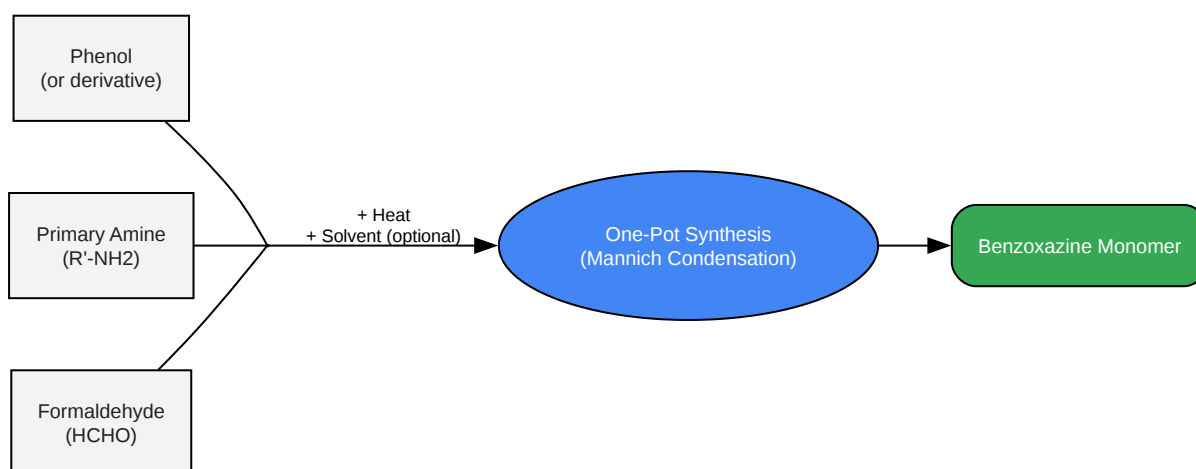 Phenol
(or derivative)
Primary Amine
(R'-NH2)
Formaldehyde
(HCHO)
+ Heat
+ Solvent (optional)
One-Pot Synthesis
(Mannich Condensation)
Benzoxazine Monomer